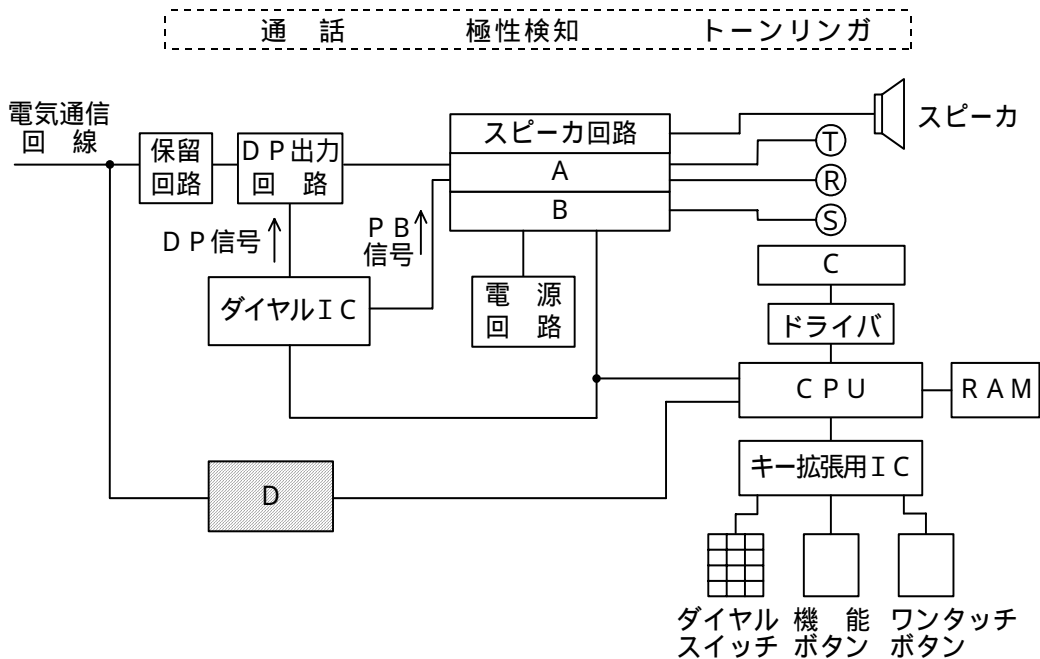 通 話 極性検知 トーンリンガ
電気通信
回 線
保留
回路
DP出力
回 路
スピーカ回路
A
B
スピーカ
T
R
S
DP信号
PB
信号
ダイヤルIC
電 源
回 路
C
ドライバ
CPU
RAM
キー拡張用IC
D
ダイヤル
スイッチ
機 能
ボタン
ワンタッチ
ボタン